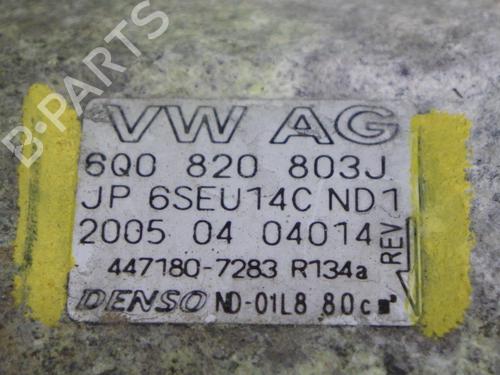 VW AG
6Q0 820 803J
JP 6SEU14C ND1
2005 04 04014
REV
447180-7283 R134a
DENSO ND-01L8 80cm³
B-PARTS